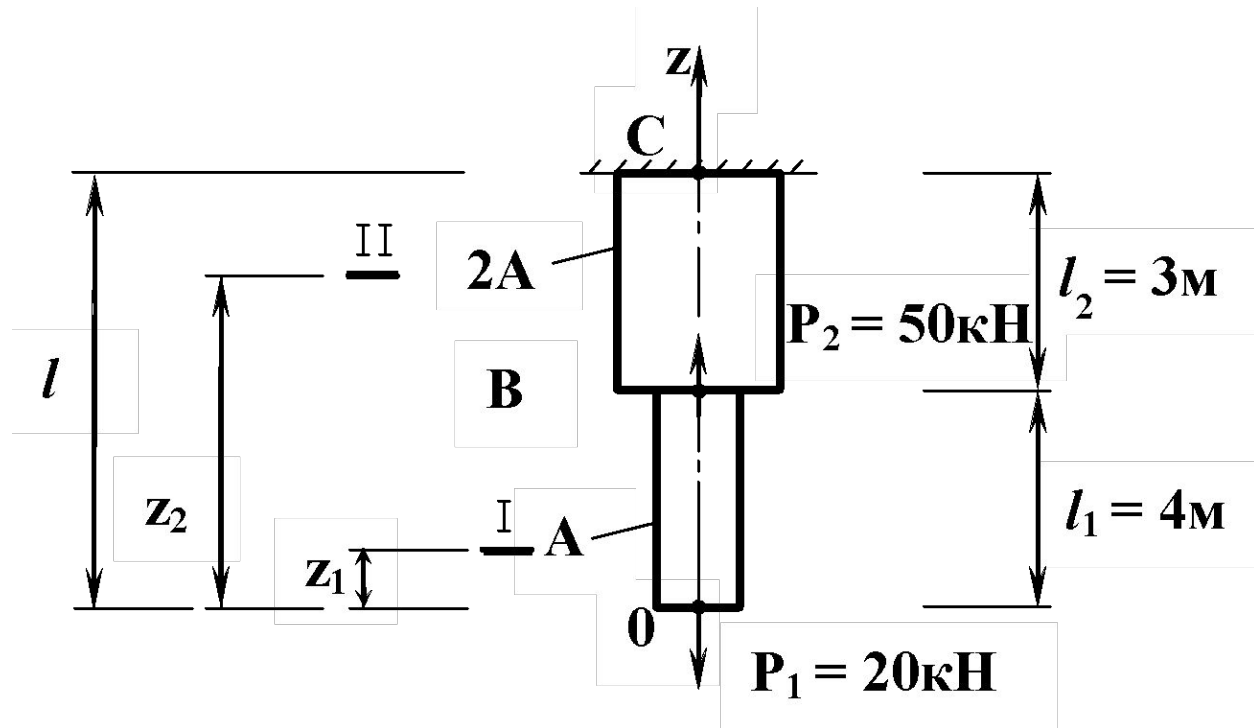 z
C
II
2A
l₂ = 3м
P₂ = 50кН
l
B
z₂
I
A
l₁ = 4м
z₁
0
P₁ = 20кН